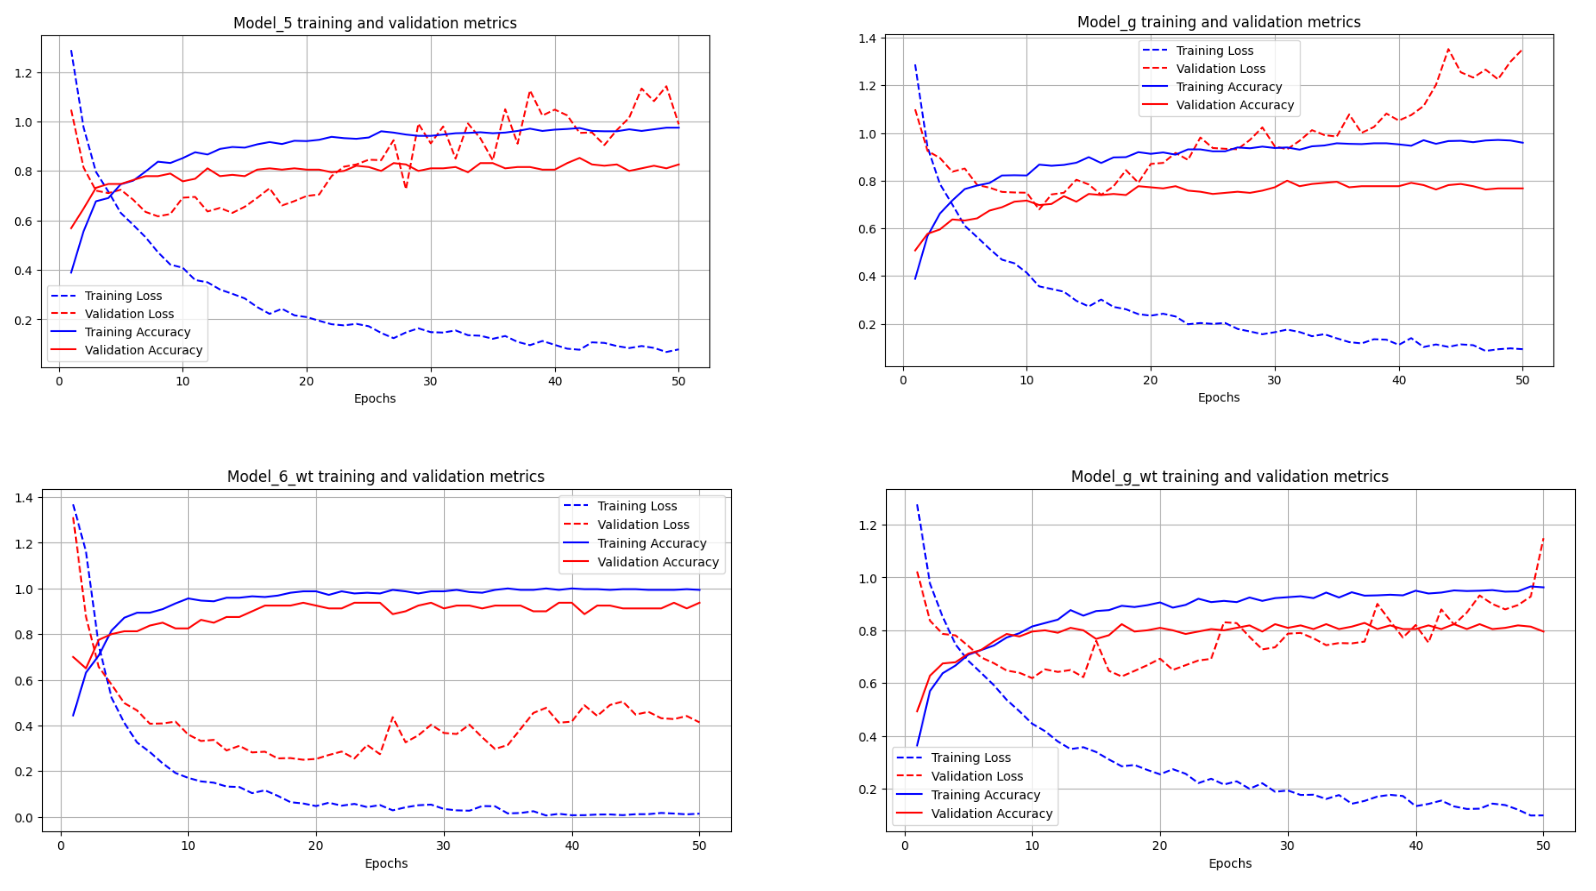 Model_5 training and validation metrics
1.2
1.0
0.8
0.6
0.4
0.2
Training Loss
Validation Loss
Training Accuracy
Validation Accuracy
0 10 20 30 40 50
Epochs
Model_g training and validation metrics
1.4
1.2
1.0
0.8
0.6
0.4
0.2
Training Loss
Validation Loss
Training Accuracy
Validation Accuracy
0 10 20 30 40 50
Epochs
Model_6_wt training and validation metrics
1.4
1.2
1.0
0.8
0.6
0.4
0.2
0.0
Training Loss
Validation Loss
Training Accuracy
Validation Accuracy
0 10 20 30 40 50
Epochs
Model_g_wt training and validation metrics
1.2
1.0
0.8
0.6
0.4
0.2
Training Loss
Validation Loss
Training Accuracy
Validation Accuracy
0 10 20 30 40 50
Epochs